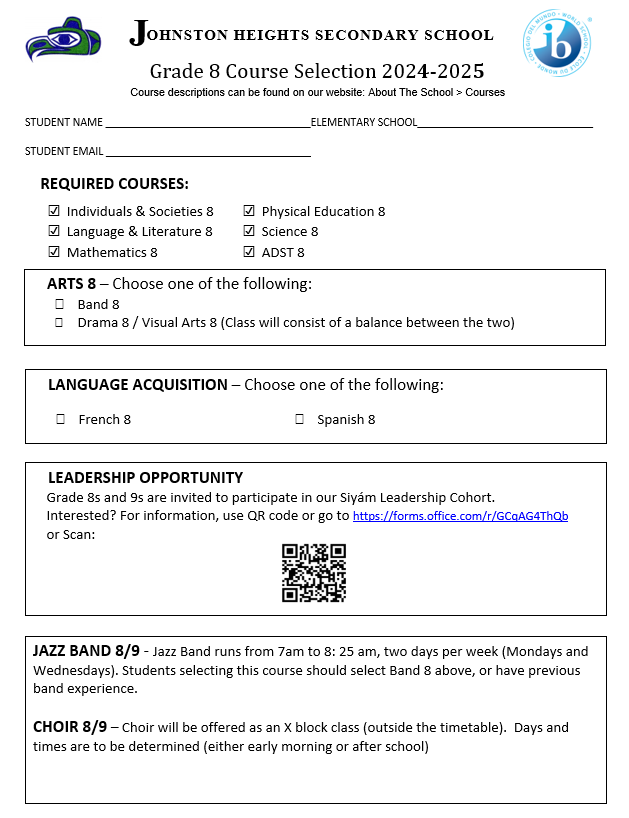 JOHNSTON HEIGHTS SECONDARY SCHOOL
Grade 8 Course Selection 2024-2025
Course descriptions can be found on our website: About The School > Courses
STUDENT NAME ______________________ELEMENTARY SCHOOL______________________
STUDENT EMAIL ______________________
REQUIRED COURSES:
☑ Individuals & Societies 8 ☑ Physical Education 8
☑ Language & Literature 8 ☑ Science 8
☑ Mathematics 8 ☑ ADST 8
ARTS 8 – Choose one of the following:
☐ Band 8
☐ Drama 8 / Visual Arts 8 (Class will consist of a balance between the two)
LANGUAGE ACQUISITION – Choose one of the following:
☐ French 8 ☐ Spanish 8
LEADERSHIP OPPORTUNITY
Grade 8s and 9s are invited to participate in our Siyám Leadership Cohort.
Interested? For information, use QR code or go to https://forms.office.com/r/GCqAG4ThQb
or Scan:
JAZZ BAND 8/9 - Jazz Band runs from 7am to 8: 25 am, two days per week (Mondays and
Wednesdays). Students selecting this course should select Band 8 above, or have previous
band experience.
CHOIR 8/9 – Choir will be offered as an X block class (outside the timetable). Days and
times are to be determined (either early morning or after school)